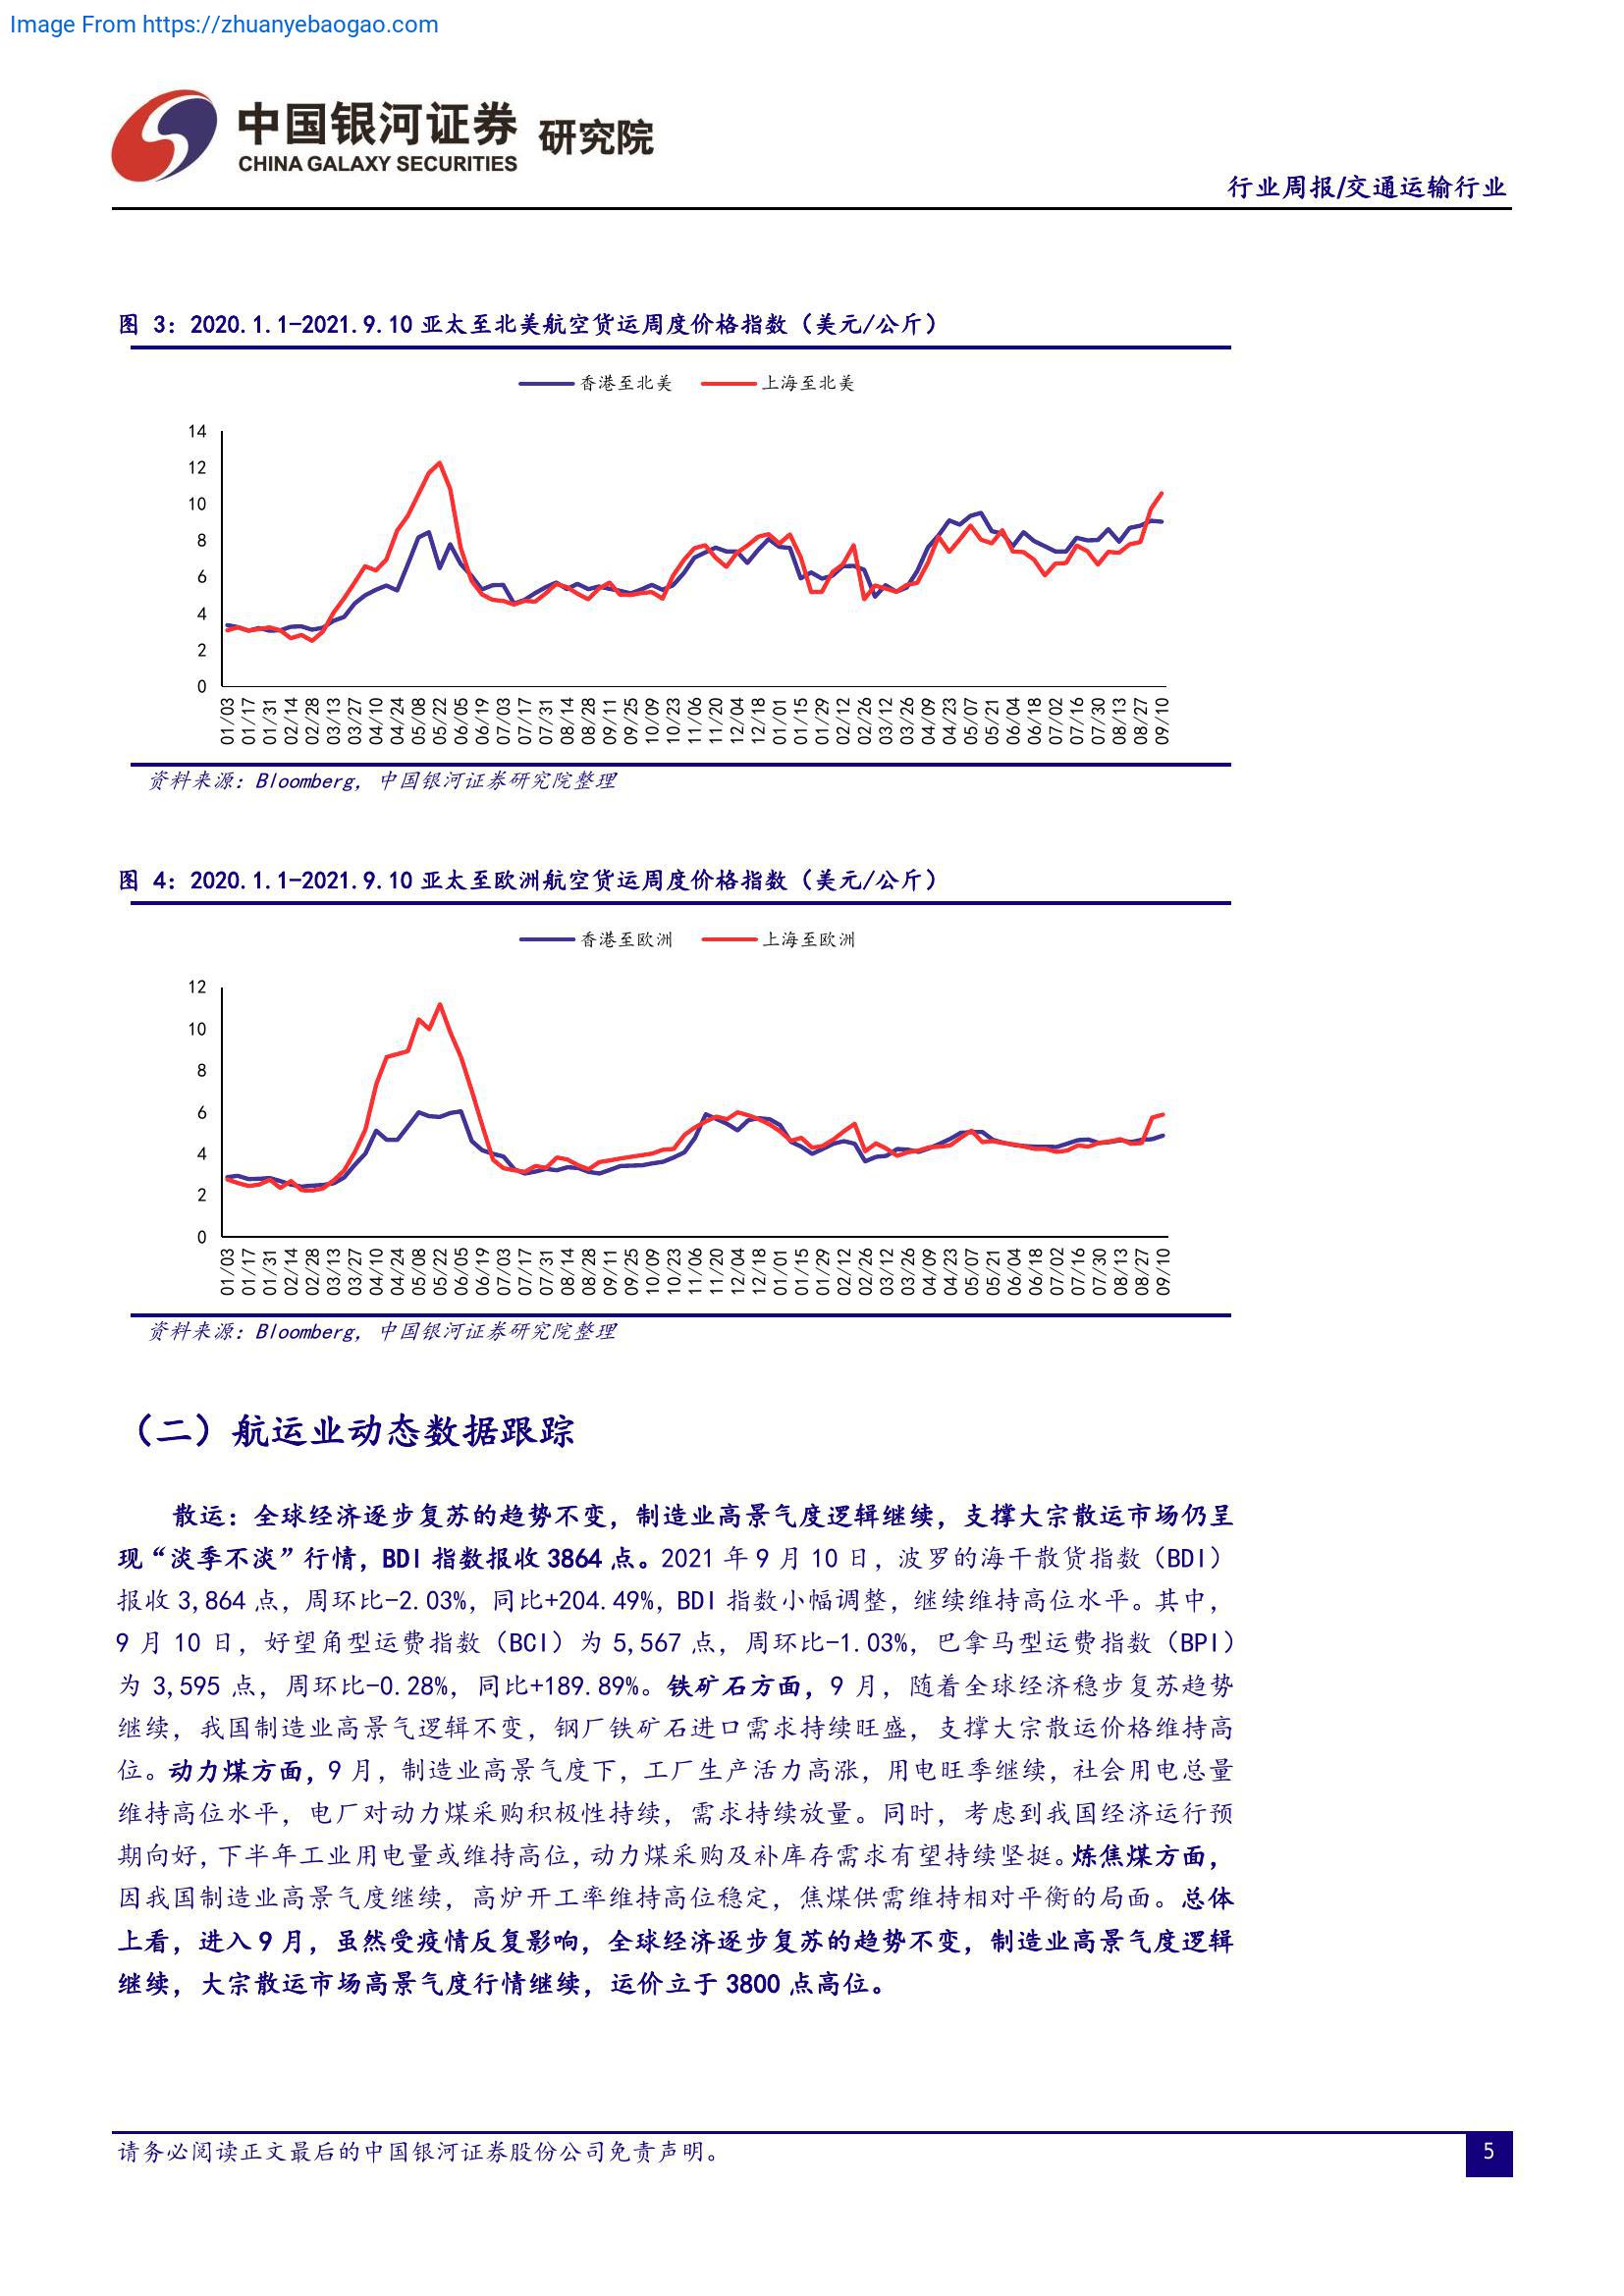 Image From https://zhuanyebaogao.com
中国银河证券 研究院
CHINA GALAXY SECURITIES
行业周报/交通运输行业
图 3：2020.1.1-2021.9.10 亚太至北美航空货运周度价格指数（美元/公斤）
香港至北美 上海至北美
14
12
10
8
6
4
2
0
01/03 01/17 01/31 02/14 02/28 03/13 03/27 04/10 04/24 05/08 05/22 06/05 06/19 07/03 07/17 07/31 08/14 08/28 09/11 09/25 10/09 10/23 11/06 11/20 12/04 12/18 01/01 01/15 01/29 02/12 02/26 03/12 03/26 04/09 04/23 05/07 05/21 06/04 06/18 07/02 07/16 07/30 08/13 08/27 09/10
资料来源：Bloomberg，中国银河证券研究院整理
图 4：2020.1.1-2021.9.10 亚太至欧洲航空货运周度价格指数（美元/公斤）
香港至欧洲 上海至欧洲
12
10
8
6
4
2
0
01/03 01/17 01/31 02/14 02/28 03/13 03/27 04/10 04/24 05/08 05/22 06/05 06/19 07/03 07/17 07/31 08/14 08/28 09/11 09/25 10/09 10/23 11/06 11/20 12/04 12/18 01/01 01/15 01/29 02/12 02/26 03/12 03/26 04/09 04/23 05/07 05/21 06/04 06/18 07/02 07/16 07/30 08/13 08/27 09/10
资料来源：Bloomberg，中国银河证券研究院整理
（二）航运业动态数据跟踪
散运：全球经济逐步复苏的趋势不变，制造业高景气度逻辑继续，支撑大宗散运市场仍呈
现“淡季不淡”行情，BDI 指数报收 3864 点。2021 年 9 月 10 日，波罗的海干散货指数（BDI）
报收 3,864 点，周环比-2.03%，同比+204.49%，BDI 指数小幅调整，继续维持高位水平。其中，
9 月 10 日，好望角型运费指数（BCI）为 5,567 点，周环比-1.03%，巴拿马型运费指数（BPI）
为 3,595 点，周环比-0.28%，同比+189.89%。铁矿石方面，9 月，随着全球经济稳步复苏趋势
继续，我国制造业高景气逻辑不变，钢厂铁矿石进口需求持续旺盛，支撑大宗散运价格维持高
位。动力煤方面，9 月，制造业高景气度下，工厂生产活力高涨，用电旺季继续，社会用电总量
维持高位水平，电厂对动力煤采购积极性持续，需求持续放量。同时，考虑到我国经济运行预
期向好，下半年工业用电量或维持高位，动力煤采购及补库存需求有望持续坚挺。炼焦煤方面，
因我国制造业高景气度继续，高炉开工率维持高位稳定，焦煤供需维持相对平衡的局面。总体
上看，进入 9 月，虽然受疫情反复影响，全球经济逐步复苏的趋势不变，制造业高景气度逻辑
继续，大宗散运市场高景气度行情继续，运价立于 3800 点高位。
请务必阅读正文最后的中国银河证券股份公司免责声明。
5